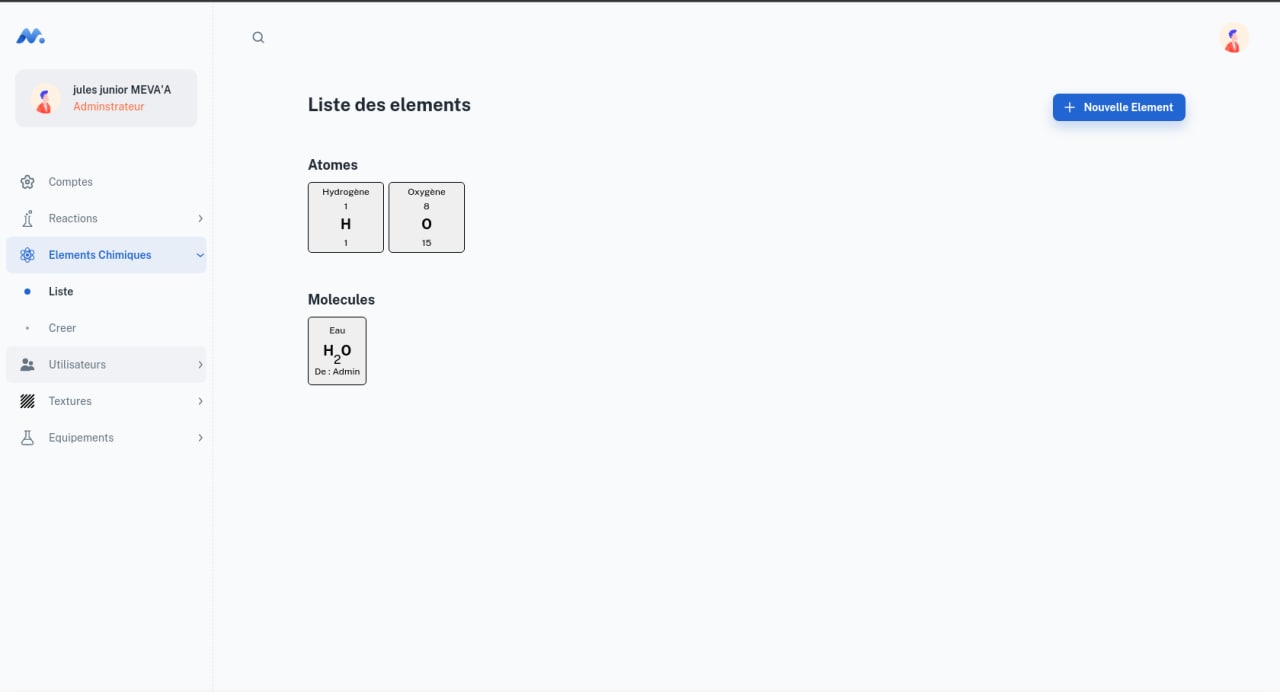 jules junior MEVA'A
Adminstrateur
Comptes
Reactions
Elements Chimiques
Liste
Creer
Utilisateurs
Textures
Equipements
Liste des elements
Nouvelle Element
Atomes
Hydrogène
1
H
1
Oxygène
8
O
15
Molecules
Eau
H2O
De : Admin